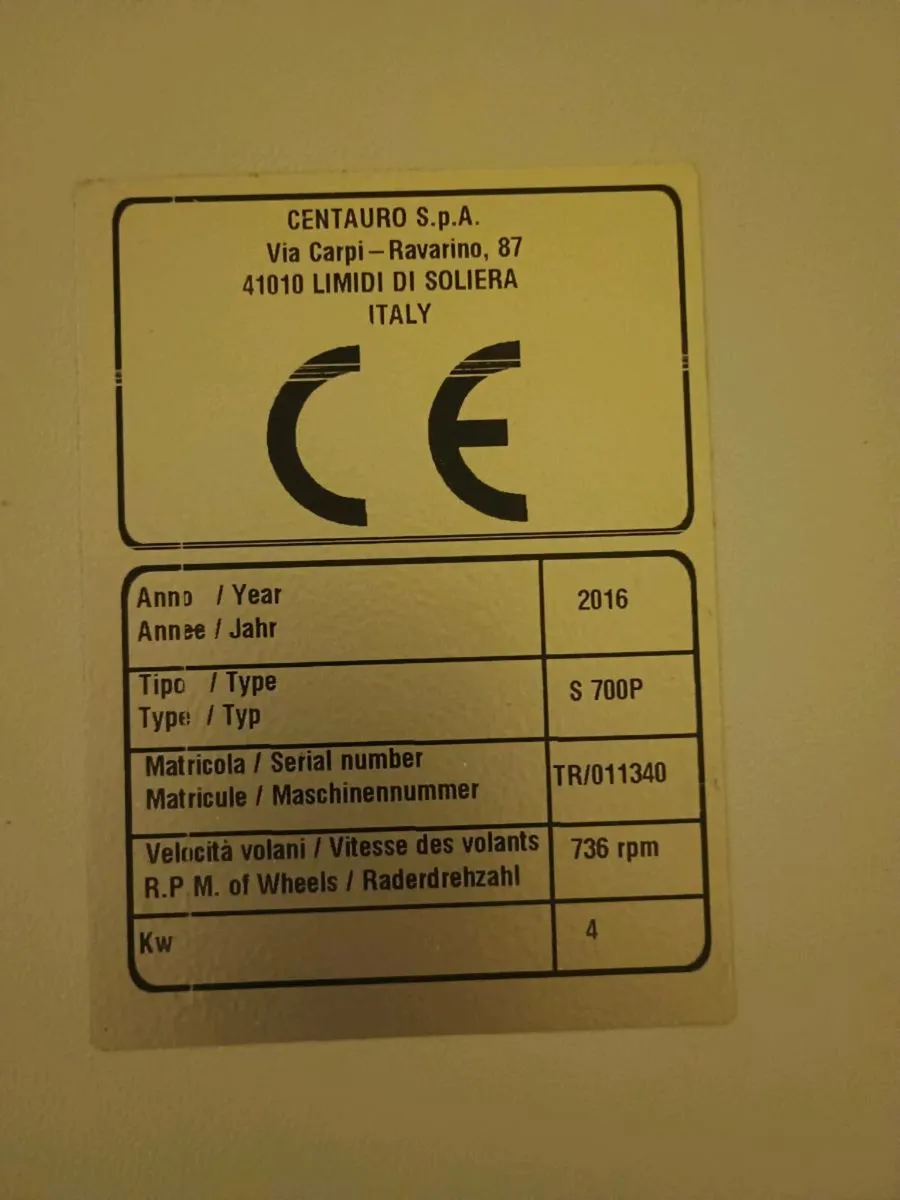 CENTAURO S.p.A.
Via Carpi – Ravarino, 87
41010 LIMIDI DI SOLIERA
ITALY
CE
Anno / Year
Annee / Jahr
2016
Tipo / Type
Type / Typ
S 700P
Matricola / Serial number
Matricule / Maschinennummer
TR/011340
Velocità volani / Vitesse des volants
R.P.M. of Wheels / Raderdrehzahl
736 rpm
Kw
4